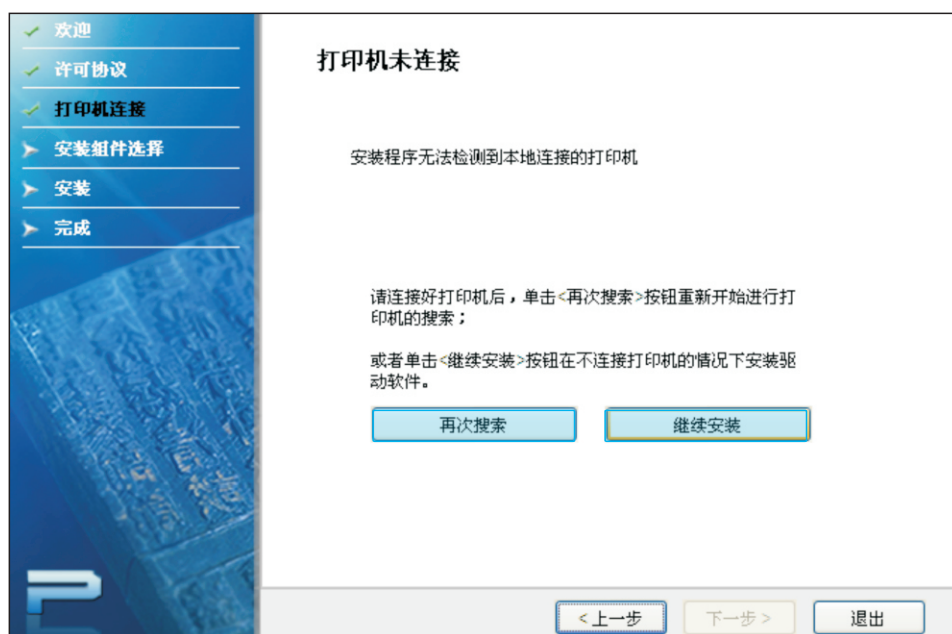 欢迎
许可协议
打印机连接
安装组件选择
安装
完成
打印机未连接
安装程序无法检测到本地连接的打印机
请连接好打印机后，单击<再次搜索>按钮重新开始进行打
印机的搜索；
或者单击<继续安装>按钮在不连接打印机的情况下安装驱
动软件。
再次搜索
继续安装
<上一步
下一步>
退出